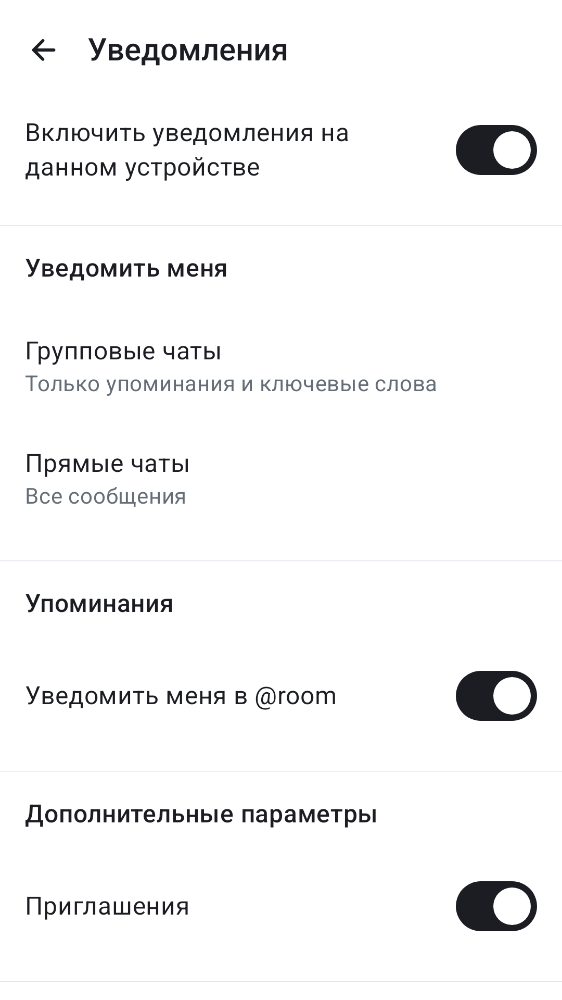 Уведомления
Включить уведомления на
данном устройстве
Уведомить меня
Групповые чаты
Только упоминания и ключевые слова
Прямые чаты
Все сообщения
Упоминания
Уведомить меня в @room
Дополнительные параметры
Приглашения